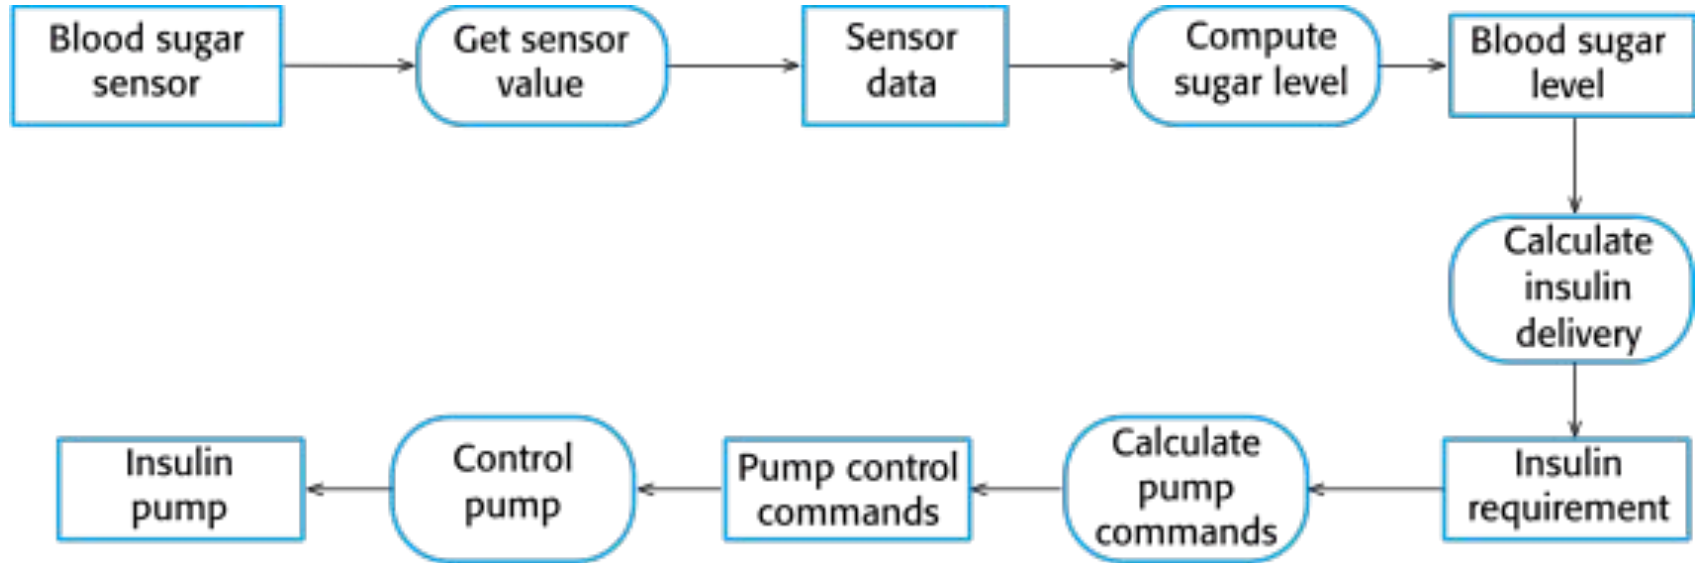 Blood sugar
sensor
Get sensor
value
Sensor
data
Compute
sugar level
Blood sugar
level
Calculate
insulin
delivery
Insulin
requirement
Calculate
pump
commands
Pump control
commands
Control
pump
Insulin
pump